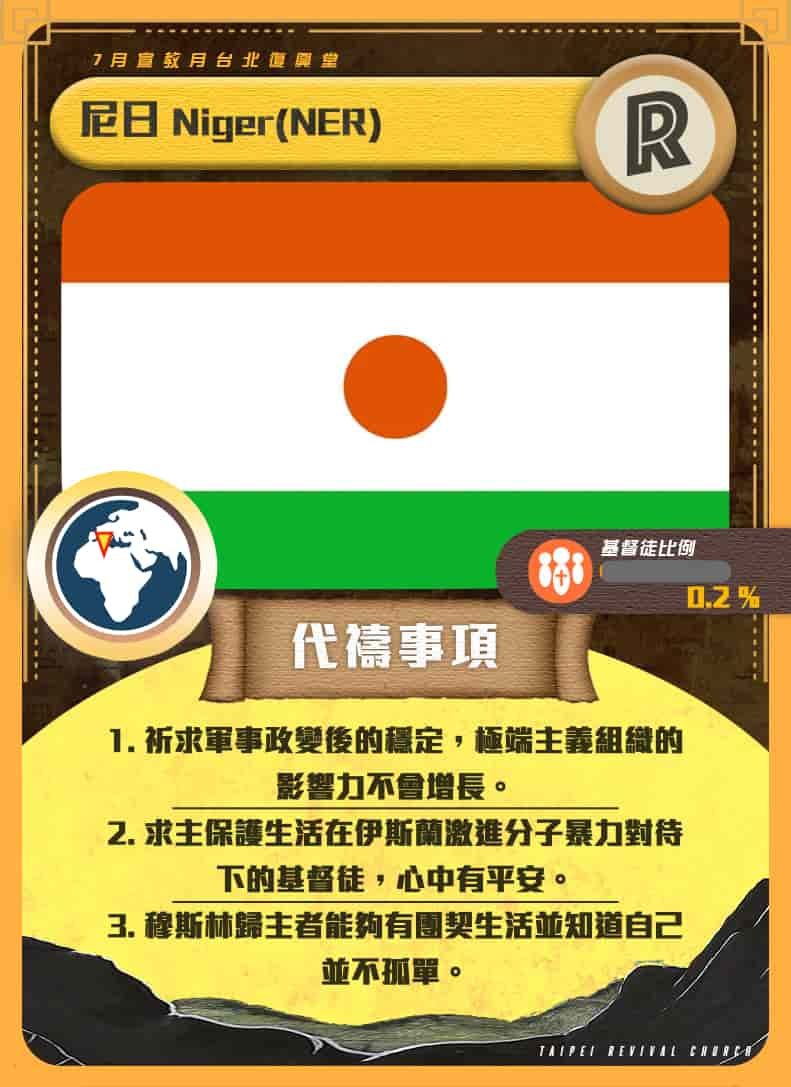 7月宣教月台北復興堂
尼日 Niger(NER)
R
基督徒比例
0.2 %
代禱事項
1. 祈求軍事政變後的穩定，極端主義組織的
影響力不會增長。
2. 求主保護生活在伊斯蘭激進分子暴力對待
下的基督徒，心中有平安。
3. 穆斯林歸主者能夠有團契生活並知道自己
並不孤單。
TAIPEI REVIVAL CHURCH